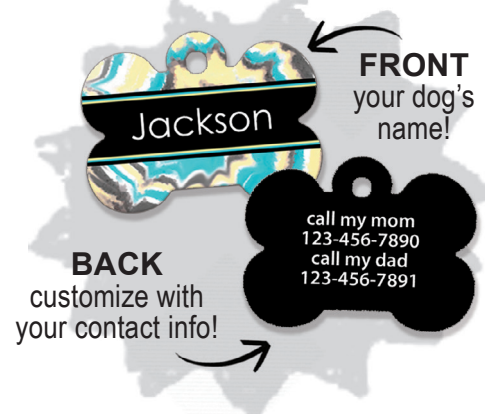 FRONT
your dog's
name!
Jackson
call my mom
123-456-7890
call my dad
123-456-7891
BACK
customize with
your contact info!